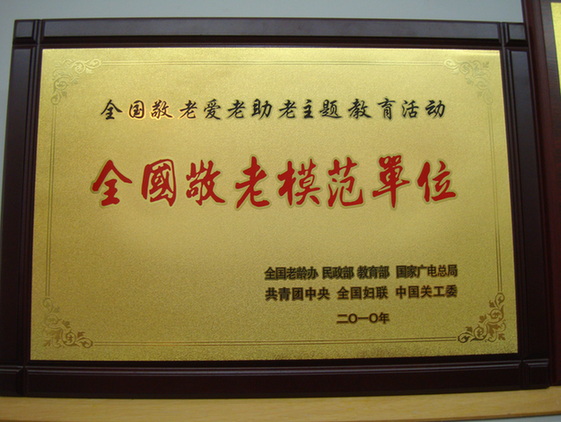 全国敬老爱老助老主题教育活动
全國敬老模范單位
全国老龄办 民政部 教育部 国家广电总局
共青团中央 全国妇联 中国关工委
二〇一〇年